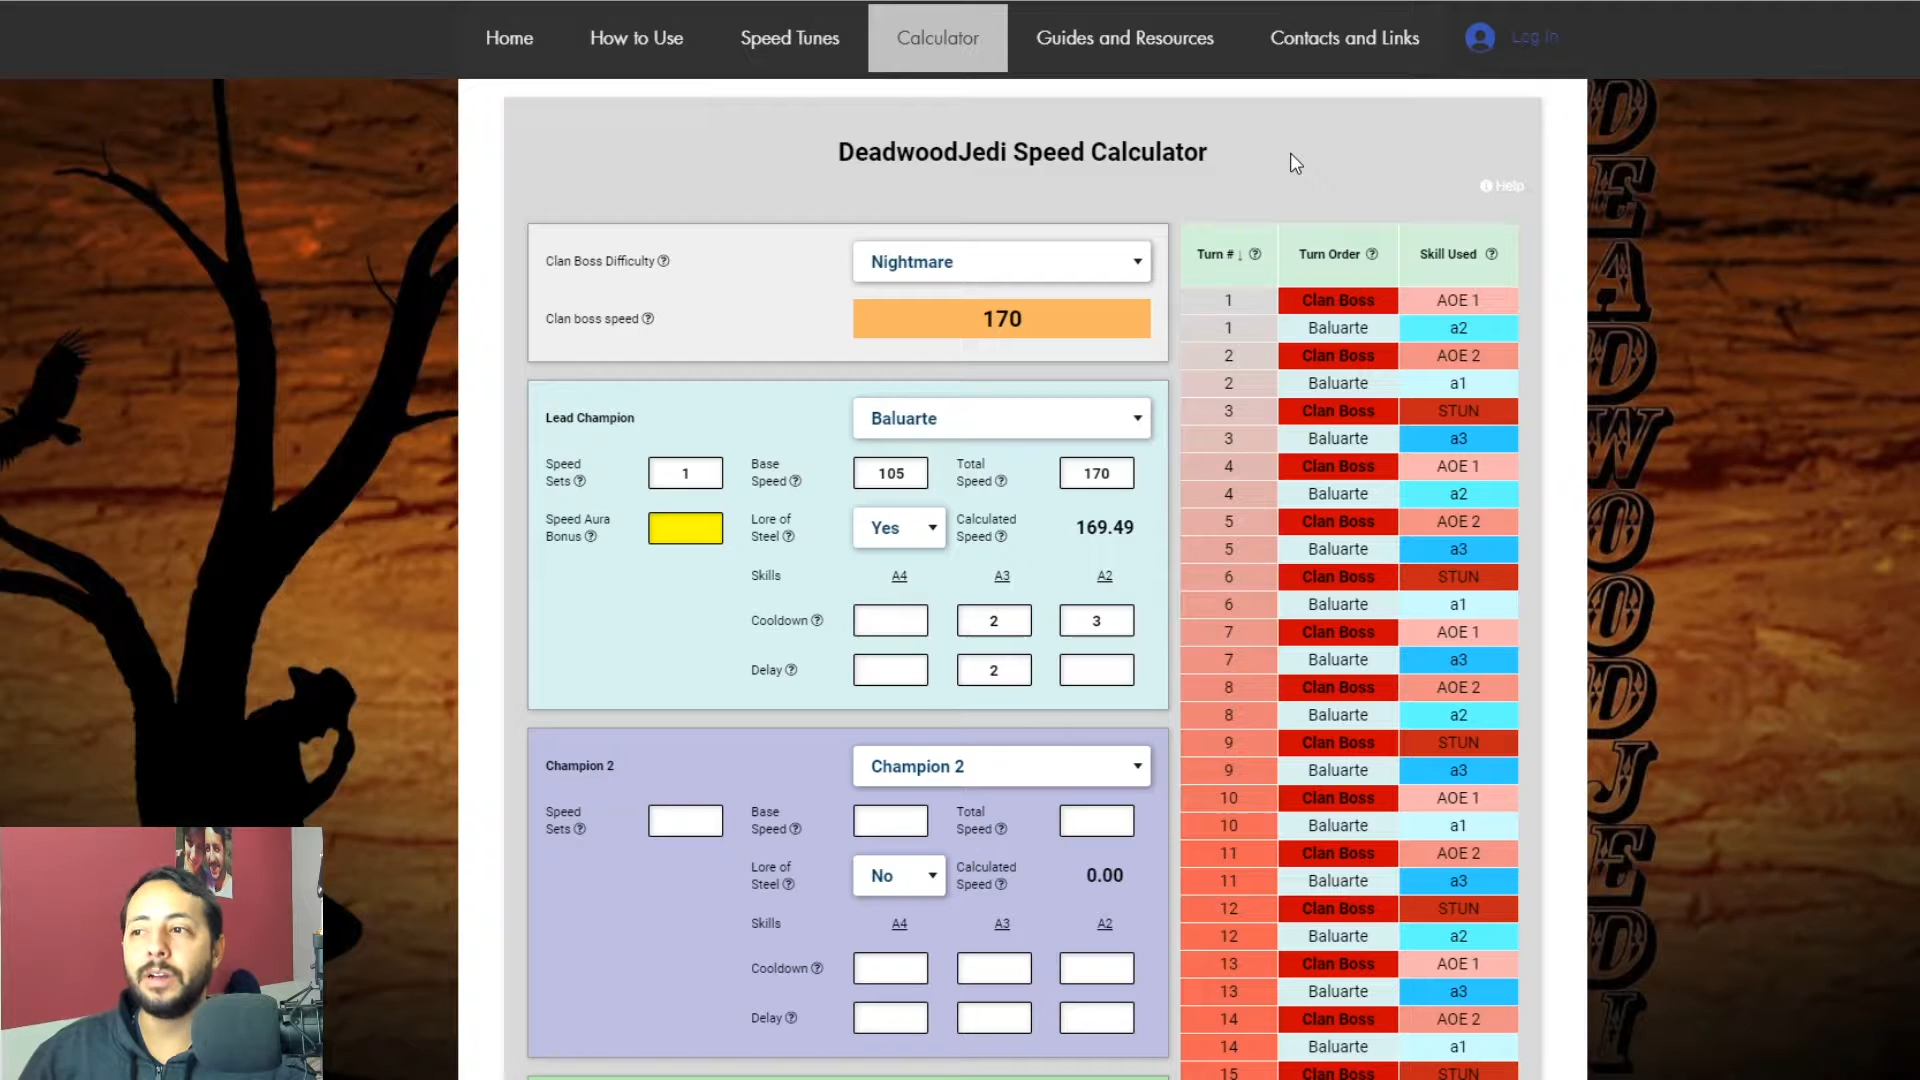 Home How to Use Speed Tunes Calculator Guides and Resources Contacts and Links Log In
DeadwoodJedi Speed Calculator
Help
Clan Boss Difficulty Nightmare
Clan boss speed 170
Lead Champion Baluarte
Speed Sets 1 Base Speed 105 Total Speed 170
Speed Aura Bonus Lore of Steel Yes Calculated Speed 169.49
Skills A4 A3 A2
Cooldown 2 3
Delay 2
Champion 2 Champion 2
Speed Sets Base Speed Total Speed
Lore of Steel No Calculated Speed 0.00
Skills A4 A3 A2
Cooldown
Delay
Turn # ↓ Turn Order Skill Used
1 Clan Boss AOE 1
1 Baluarte a2
2 Clan Boss AOE 2
2 Baluarte a1
3 Clan Boss STUN
3 Baluarte a3
4 Clan Boss AOE 1
4 Baluarte a2
5 Clan Boss AOE 2
5 Baluarte a3
6 Clan Boss STUN
6 Baluarte a1
7 Clan Boss AOE 1
7 Baluarte a3
8 Clan Boss AOE 2
8 Baluarte a2
9 Clan Boss STUN
9 Baluarte a3
10 Clan Boss AOE 1
10 Baluarte a1
11 Clan Boss AOE 2
11 Baluarte a3
12 Clan Boss STUN
12 Baluarte a2
13 Clan Boss AOE 1
13 Baluarte a3
14 Clan Boss AOE 2
14 Baluarte a1
15 Clan Boss STUN
DEADWOOD JEDI